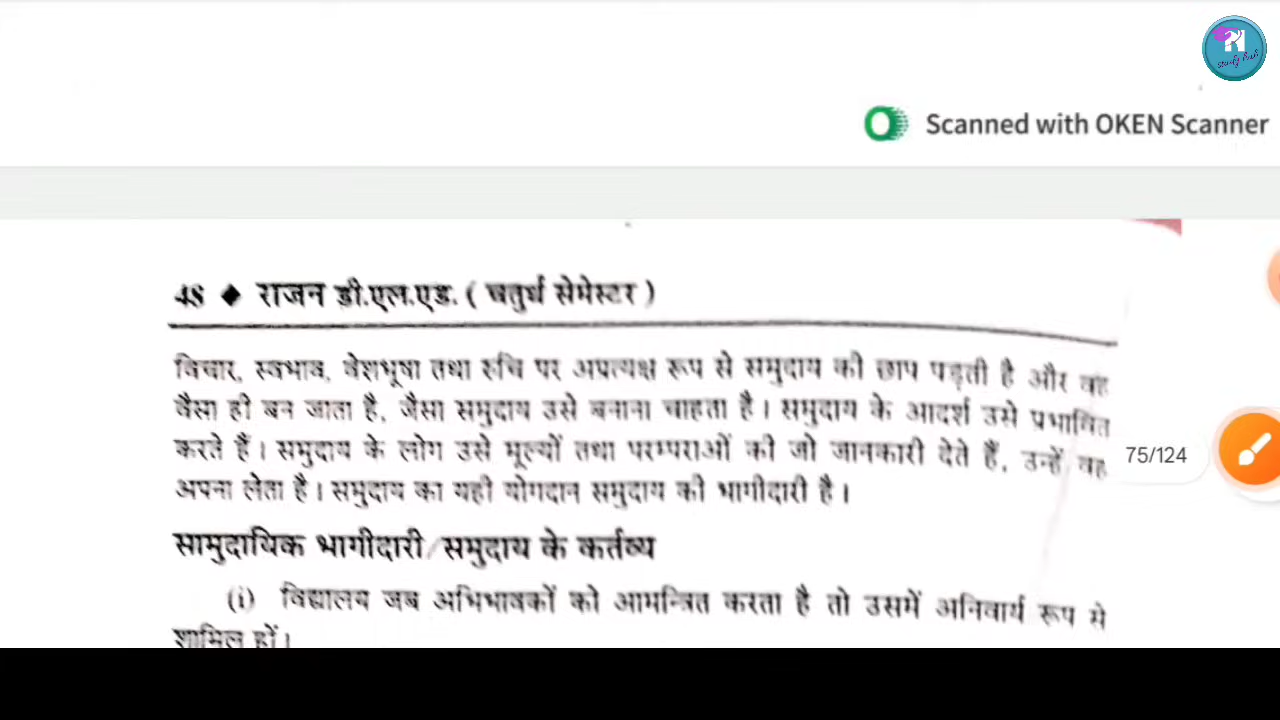 Study Hub
Scanned with OKEN Scanner
48 ◆ राजन डी.एल.एड. ( चतुर्थ सेमेस्टर )
विचार, स्वभाव, वेशभूषा तथा रुचि पर अप्रत्यक्ष रूप से समुदाय की छाप पड़ती है और वह
वैसा ही बन जाता है, जैसा समुदाय उसे बनाना चाहता है। समुदाय के आदर्श उसे प्रभावित
करते हैं। समुदाय के लोग उसे मूल्यों तथा परम्पराओं की जो जानकारी देते हैं, उन्हें वह
75/124
अपना लेता है। समुदाय का यही योगदान समुदाय की भागीदारी है।
सामुदायिक भागीदारी/समुदाय के कर्तव्य
(i) विद्यालय जब अभिभावकों को आमन्त्रित करता है तो उसमें अनिवार्य रूप से
शामिल हों।